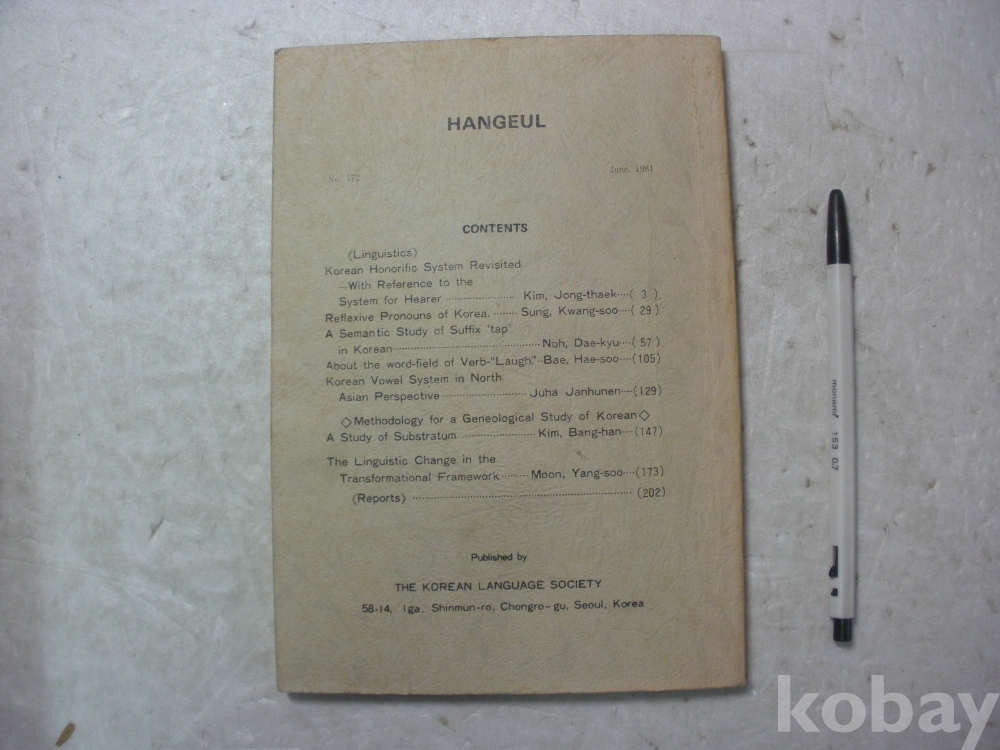 HANGEUL
No. 172 June, 1981
CONTENTS
(Linguistics)
Korean Honorific System Revisited
—With Reference to the
System for Hearer ···················· Kim, Jong-thaek····( 3 )
Reflexive Pronouns of Korea. ······· Sung, Kwang-soo····( 29 )
A Semantic Study of Suffix 'tap'
in Korean·········································· Noh, Dae-kyu····( 57 )
About the word-field of Verb-"Laugh."··Bae, Hae-soo····(105)
Korean Vowel System in North
Asian Perspective························ Juha Janhunen····(129)
◇Methodology for a Geneological Study of Korean◇
A Study of Substratum ····················· Kim, Bang-han····(147)
The Linguistic Change in the
Transformational Framework········ Moon, Yang-soo····(173)
(Reports) ································································ (202)
Published by
THE KOREAN LANGUAGE SOCIETY
58-14, 1ga. Shinmun-ro, Chongro-gu, Seoul, Korea
monami 153 0.7
kobay